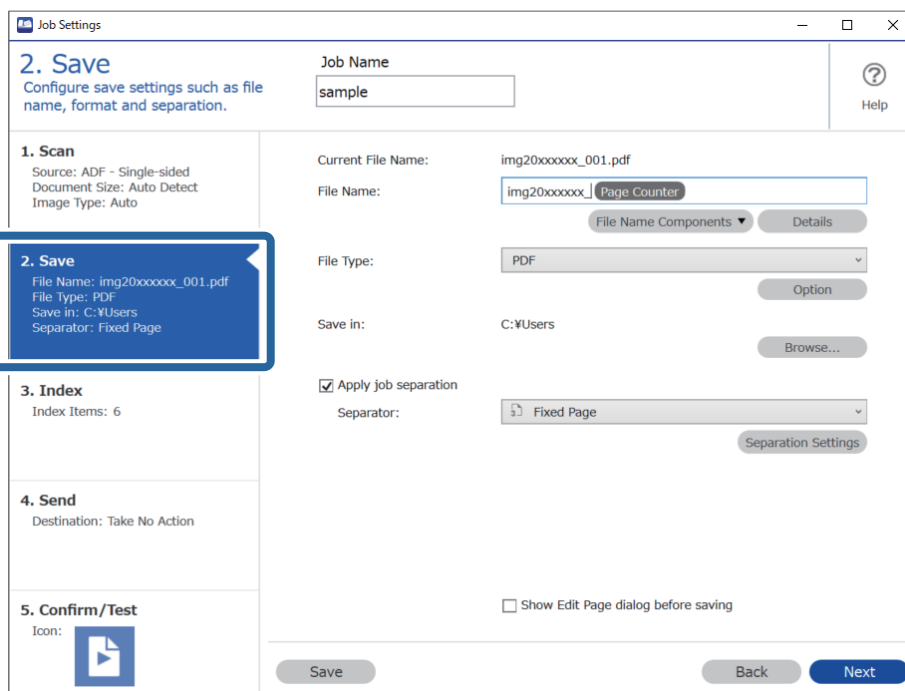 Job Settings
2. Save
Configure save settings such as file
name, format and separation.
Job Name
sample
Help
1. Scan
Source: ADF - Single-sided
Document Size: Auto Detect
Image Type: Auto
2. Save
File Name: img20xxxxxx_001.pdf
File Type: PDF
Save in: C:¥Users
Separator: Fixed Page
3. Index
Index Items: 6
4. Send
Destination: Take No Action
5. Confirm/Test
Icon:
Current File Name: img20xxxxxx_001.pdf
File Name: img20xxxxxx_ Page Counter
File Name Components ▼ Details
File Type: PDF
Option
Save in: C:¥Users
Browse...
Apply job separation
Separator: Fixed Page
Separation Settings
Show Edit Page dialog before saving
Save Back Next